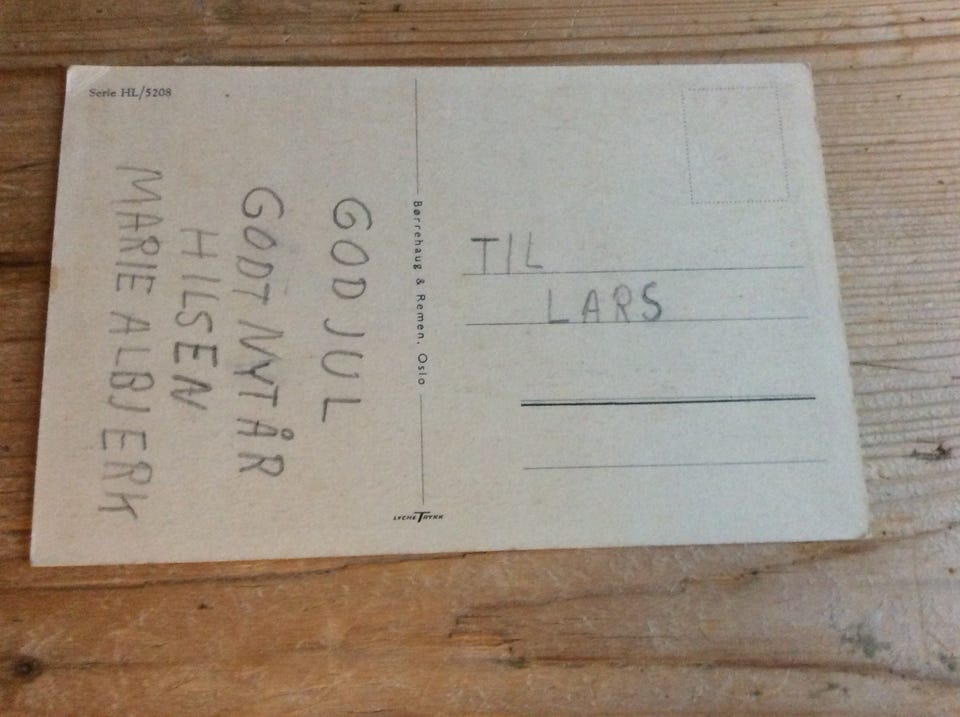 Serie HL/5208
GOD JUL
GODT NYTÅR
HILSEN
MARIE ALBJERK
Børrehaug & Remen, Oslo
TIL
LARS
LYCHE TRYKK